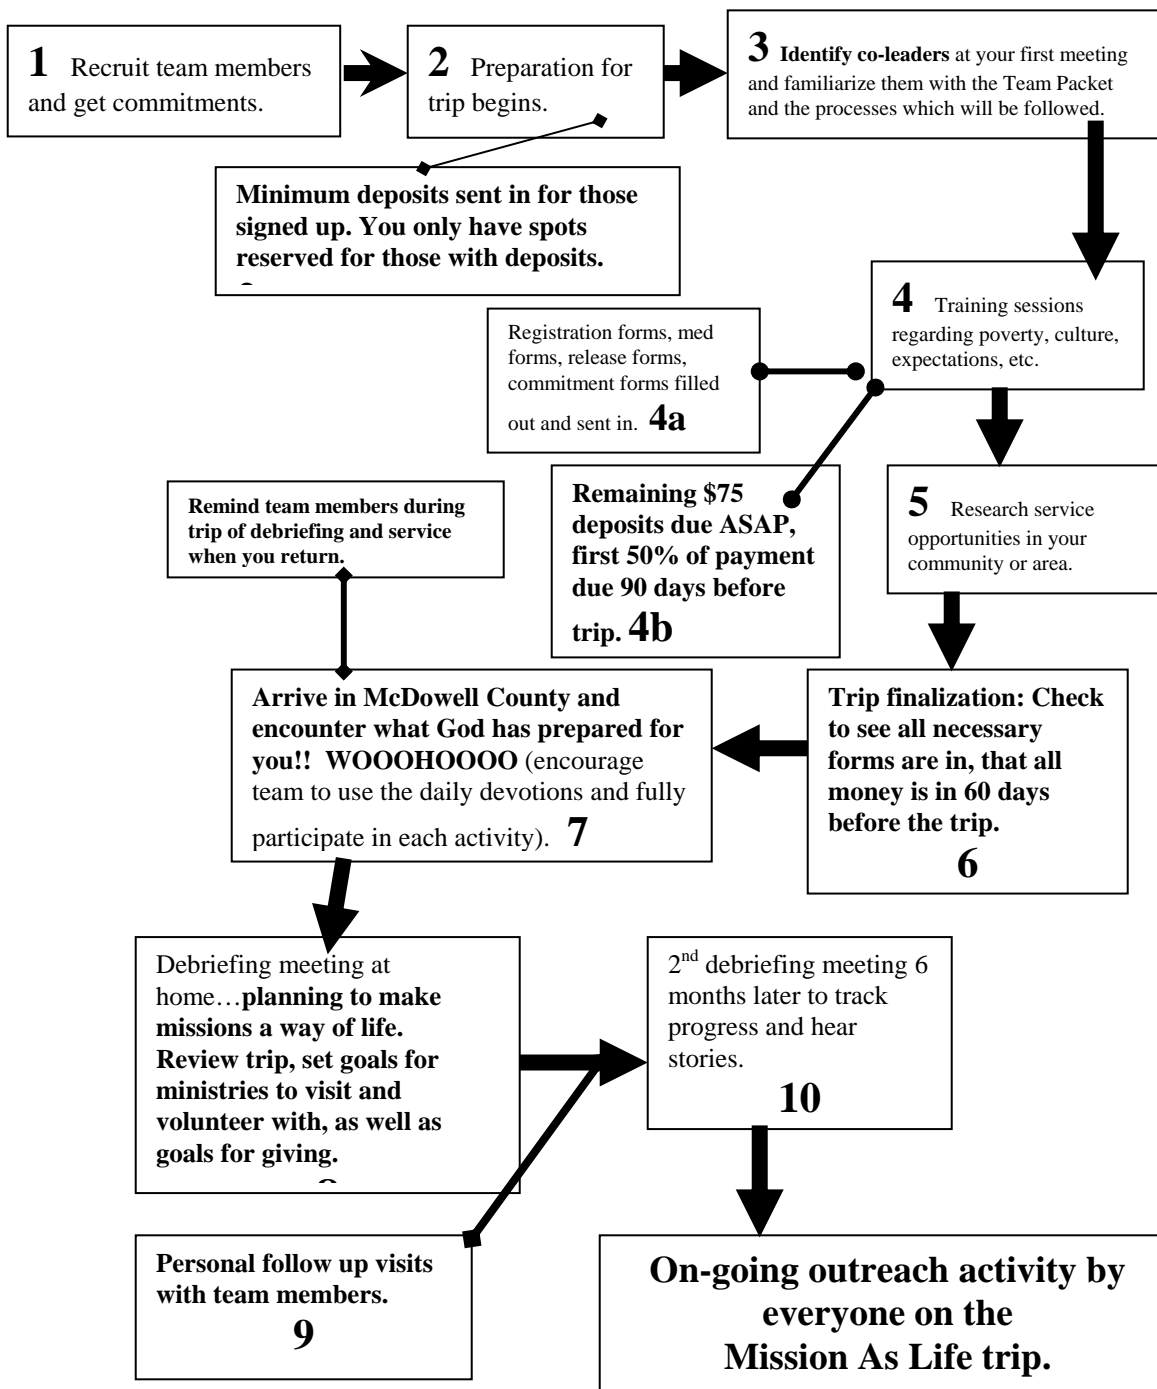 1 Recruit team members
and get commitments.
2 Preparation for
trip begins.
3 Identify co-leaders at your first meeting
and familiarize them with the Team Packet
and the processes which will be followed.
Minimum deposits sent in for those
signed up. You only have spots
reserved for those with deposits.
4 Training sessions
regarding poverty, culture,
expectations, etc.
Registration forms, med
forms, release forms,
commitment forms filled
out and sent in. 4a
Remaining $75
deposits due ASAP,
first 50% of payment
due 90 days before
trip. 4b
5 Research service
opportunities in your
community or area.
Remind team members during
trip of debriefing and service
when you return.
Trip finalization: Check
to see all necessary
forms are in, that all
money is in 60 days
before the trip.
6
Arrive in McDowell County and
encounter what God has prepared for
you!! WOOOHOOOO (encourage
team to use the daily devotions and fully
participate in each activity). 7
Debriefing meeting at
home…planning to make
missions a way of life.
Review trip, set goals for
ministries to visit and
volunteer with, as well as
goals for giving.
Personal follow up visits
with team members.
9
2nd debriefing meeting 6
months later to track
progress and hear
stories.
10
On-going outreach activity by
everyone on the
Mission As Life trip.